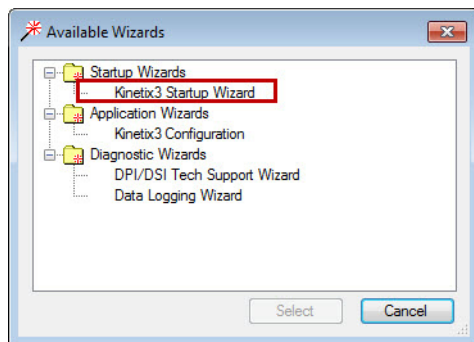 Available Wizards
Startup Wizards
Kinetix3 Startup Wizard
Application Wizards
Kinetix3 Configuration
Diagnostic Wizards
DPI/DSI Tech Support Wizard
Data Logging Wizard
Select
Cancel